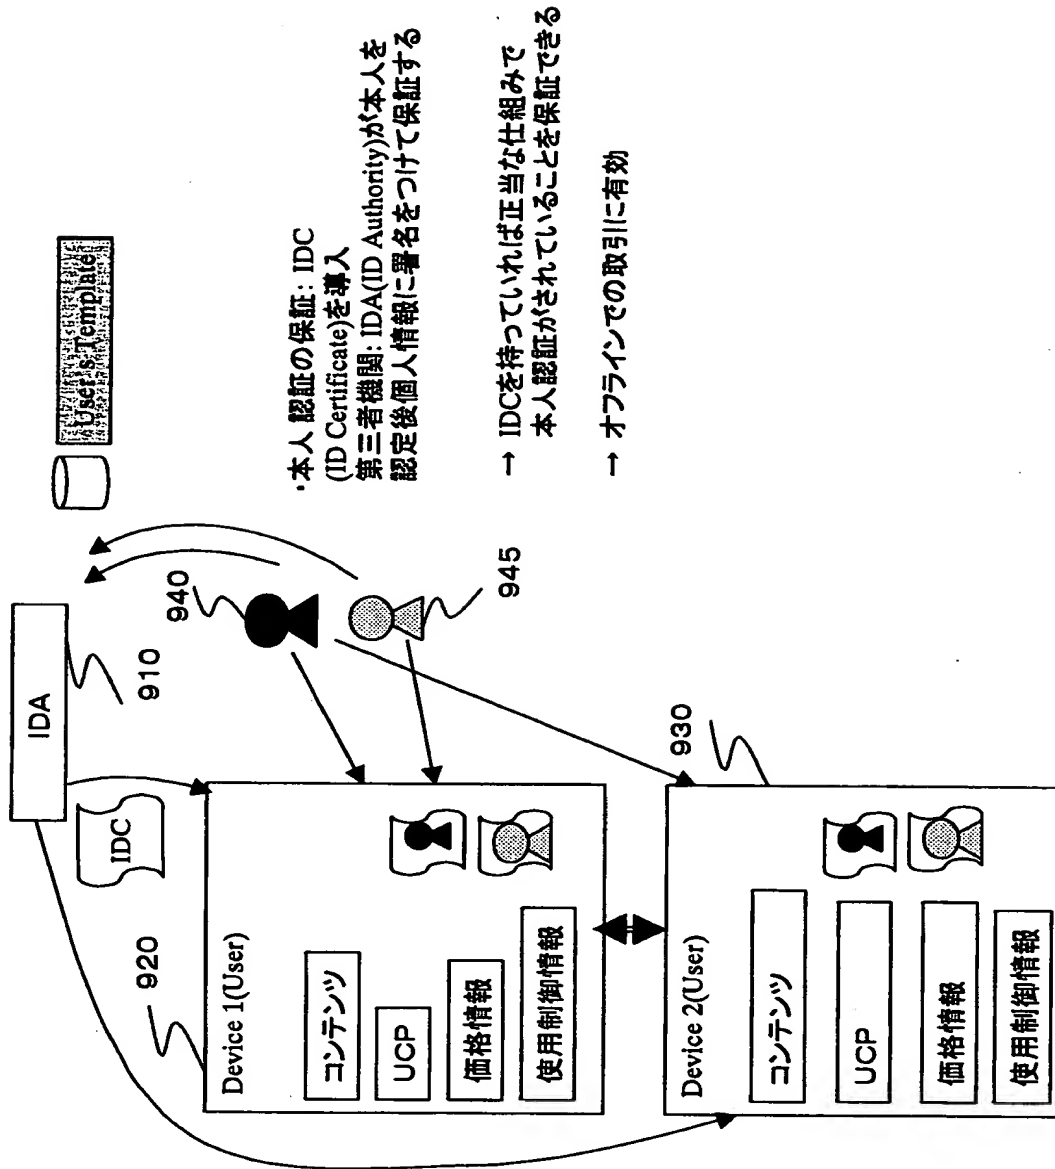 IDA
910
User's Template
IDC
920
Device 1(User)
コンテンツ
UCP
価格情報
使用制御情報
940
945
930
Device 2(User)
コンテンツ
UCP
価格情報
使用制御情報
・本人認証の保証: IDC
(ID Certificate)を導入
第三者機関: IDA(ID Authority)が本人を
認定後個人情報に署名をつけて保証する
→ IDCを持っていれば正当な仕組みで
本人認証がされていることを保証できる
→ オフラインでの取引に有効